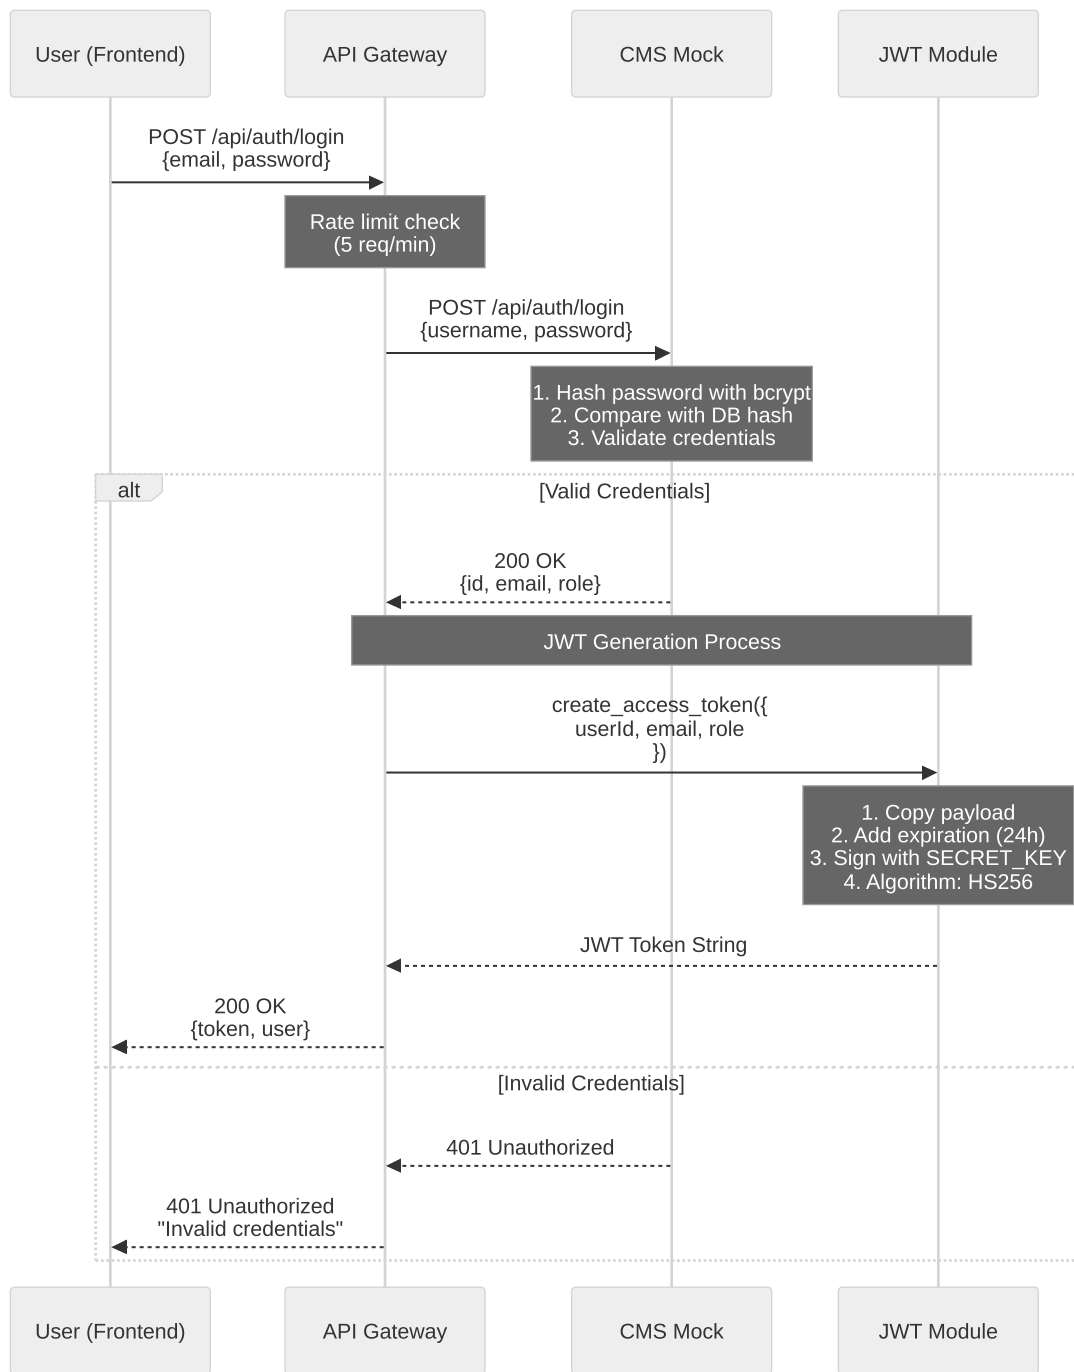 User (Frontend)
API Gateway
CMS Mock
JWT Module
POST /api/auth/login
{email, password}
Rate limit check
(5 req/min)
POST /api/auth/login
{username, password}
1. Hash password with bcrypt
2. Compare with DB hash
3. Validate credentials
alt
[Valid Credentials]
200 OK
{id, email, role}
JWT Generation Process
create_access_token({
userId, email, role
})
1. Copy payload
2. Add expiration (24h)
3. Sign with SECRET_KEY
4. Algorithm: HS256
JWT Token String
200 OK
{token, user}
[Invalid Credentials]
401 Unauthorized
401 Unauthorized
"Invalid credentials"
User (Frontend)
API Gateway
CMS Mock
JWT Module